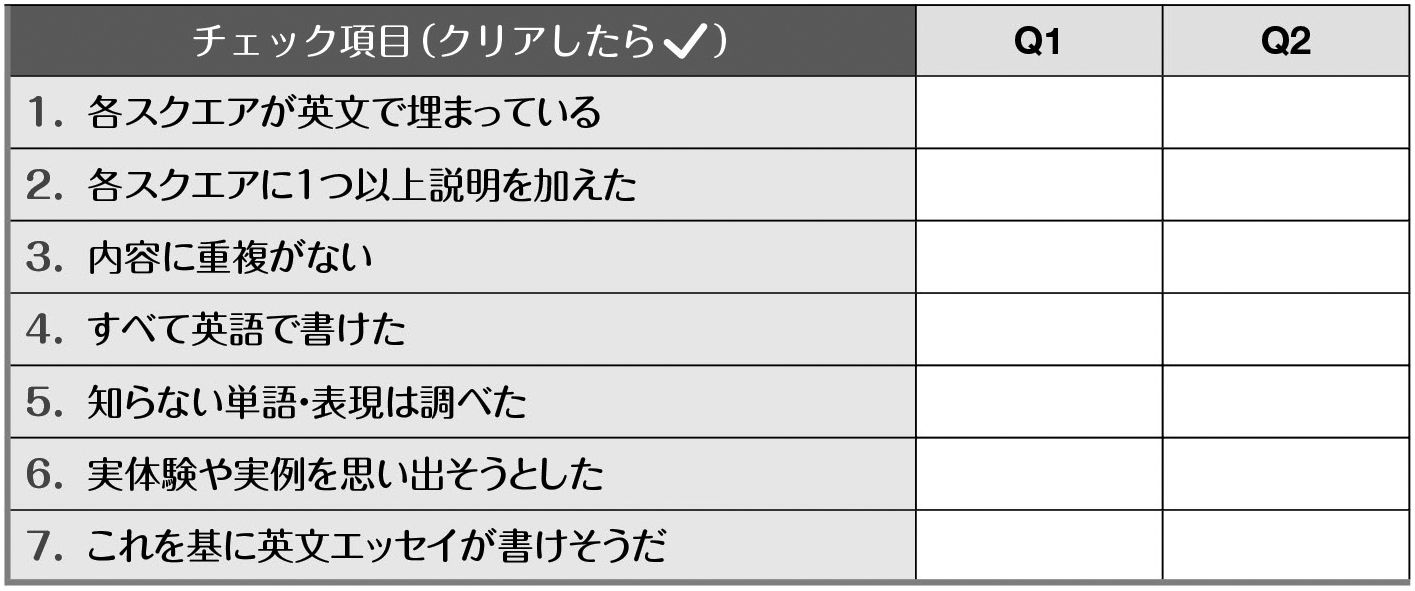 チェック項目（クリアしたら✓） Q1 Q2
1. 各スクエアが英文で埋まっている
2. 各スクエアに1つ以上説明を加えた
3. 内容に重複がない
4. すべて英語で書けた
5. 知らない単語・表現は調べた
6. 実体験や実例を思い出そうとした
7. これを基に英文エッセイが書けそうだ